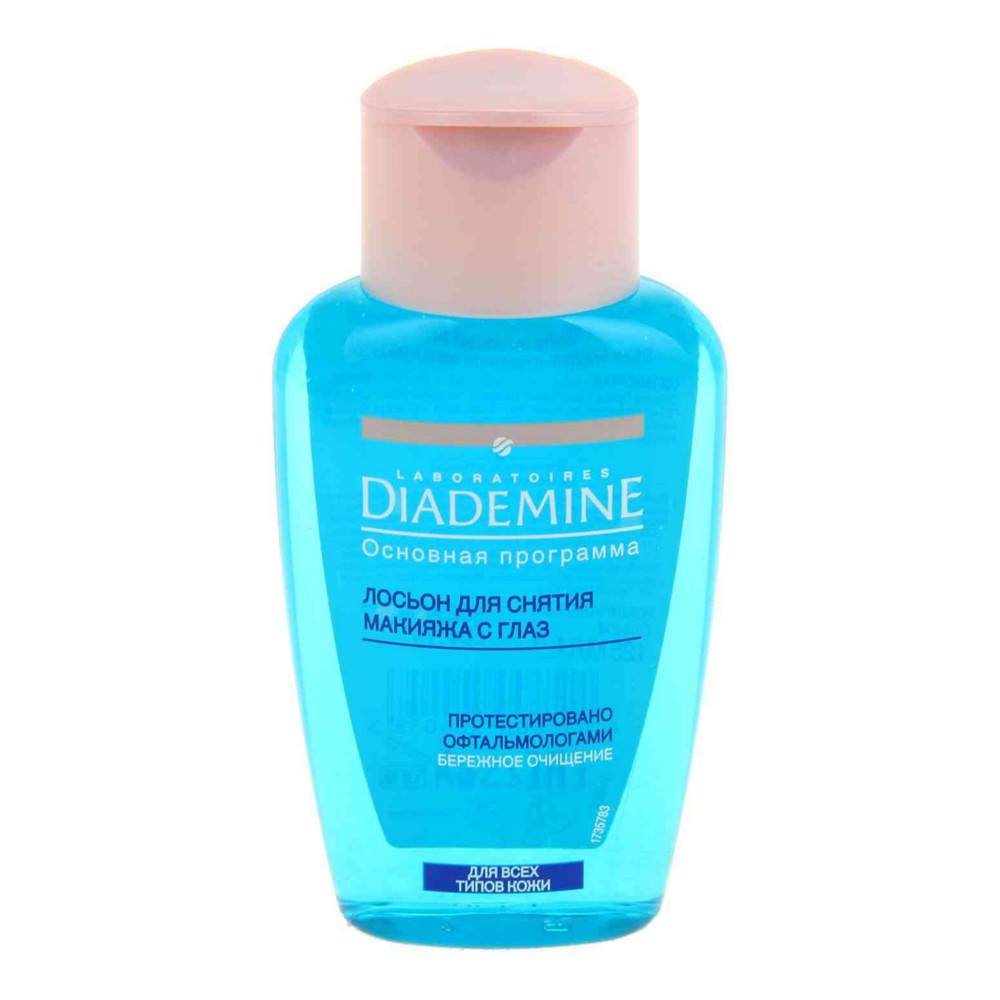 LABORATOIRES
DIADEMINE
Основная программа
ЛОСЬОН ДЛЯ СНЯТИЯ
МАКИЯЖА С ГЛАЗ
ПРОТЕСТИРОВАНО
ОФТАЛЬМОЛОГАМИ
БЕРЕЖНОЕ ОЧИЩЕНИЕ
1735783
ДЛЯ ВСЕХ
ТИПОВ КОЖИ